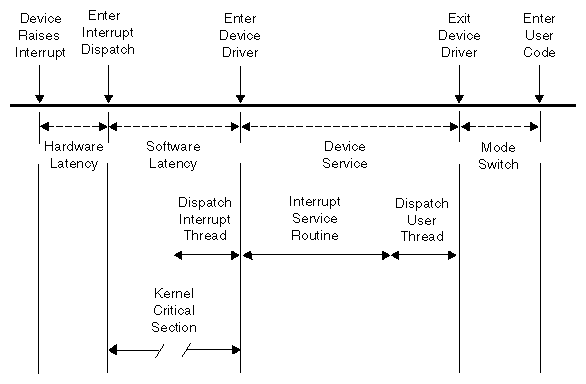 Device
Raises
Interrupt
Enter
Interrupt
Dispatch
Enter
Device
Driver
Exit
Device
Driver
Enter
User
Code
Hardware
Latency
Software
Latency
Device
Service
Mode
Switch
Dispatch
Interrupt
Thread
Interrupt
Service
Routine
Dispatch
User
Thread
Kernel
Critical
Section